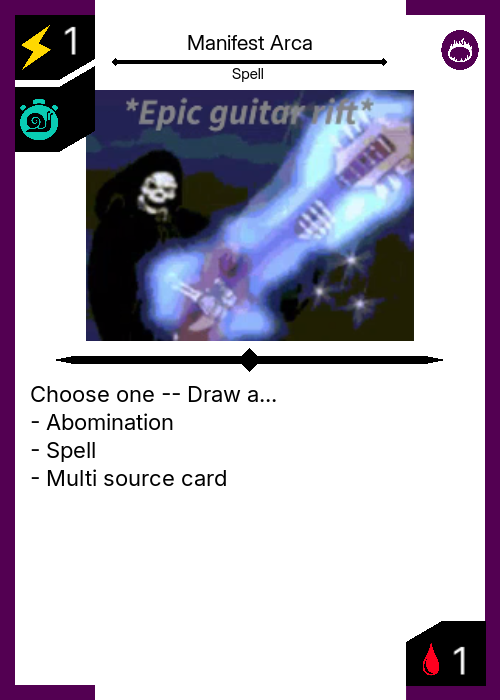 1
Manifest Arca
Spell
*Epic guitar rift*
Choose one -- Draw a...
- Abomination
- Spell
- Multi source card
1